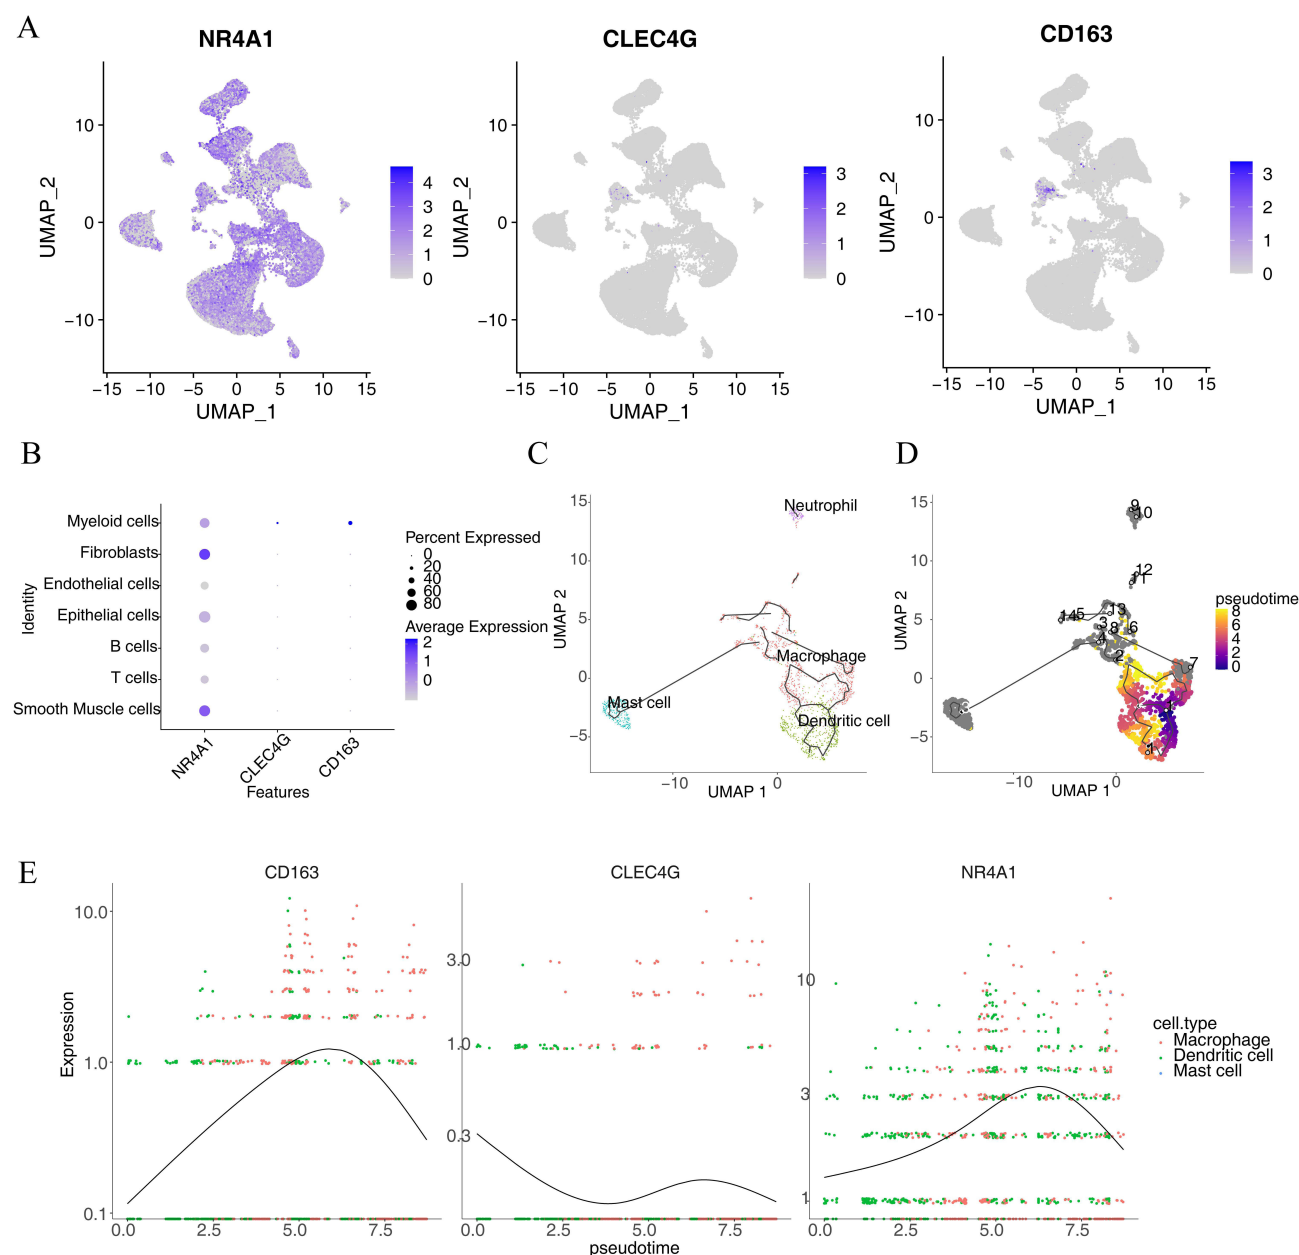 A
NR4A1
CLEC4G
CD163
UMAP_2
10
0
−10
−15 −10 −5 0 5 10 15
UMAP_1
4
3
2
1
0
UMAP_2
10
0
−10
−15 −10 −5 0 5 10 15
UMAP_1
3
2
1
0
UMAP_2
10
0
−10
−15 −10 −5 0 5 10 15
UMAP_1
3
2
1
0
B
Identity
Myeloid cells
Fibroblasts
Endothelial cells
Epithelial cells
B cells
T cells
Smooth Muscle cells
NR4A1
CLEC4G
CD163
Features
Percent Expressed
0
20
40
60
80
Average Expression
2
1
0
C
UMAP 2
15
10
5
0
−5
−10 0
UMAP 1
Neutrophil
Macrophage
Mast cell
Dendritic cell
D
UMAP 2
15
10
5
0
−5
−10 0
UMAP 1
9
10
12
11
13
14
5
3
8
6
4
2
7
1
1
pseudotime
8
6
4
2
0
E
CD163
CLEC4G
NR4A1
Expression
10.0
1.0
0.1
0.0 2.5 5.0 7.5
3.0
1.0
0.3
0.0 2.5 5.0 7.5
10
3
1
0.0 2.5 5.0 7.5
pseudotime
cell.type
Macrophage
Dendritic cell
Mast cell